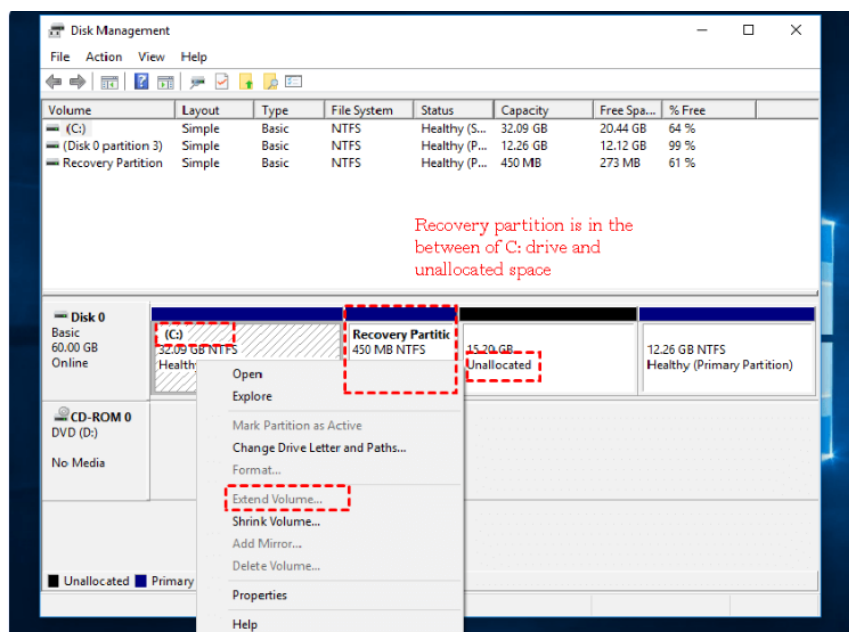 Disk Management
File Action View Help
Volume Layout Type File System Status Capacity Free Spa... % Free
(C:) Simple Basic NTFS Healthy (S... 32.09 GB 20.44 GB 64 %
(Disk 0 partition 3) Simple Basic NTFS Healthy (P... 12.26 GB 12.12 GB 99 %
Recovery Partition Simple Basic NTFS Healthy (P... 450 MB 273 MB 61 %
Recovery partition is in the
between of C: drive and
unallocated space
Disk 0
Basic
60.00 GB
Online
(C:)
32.09 GB NTFS
Health
Recovery Partitic
450 MB NTFS
15.20 GB
Unallocated
12.26 GB NTFS
Healthy (Primary Partition)
Open
Explore
Mark Partition as Active
Change Drive Letter and Paths...
Format...
Extend Volume...
Shrink Volume...
Add Mirror...
Delete Volume...
Properties
Help
CD-ROM 0
DVD (D:)
No Media
Unallocated Primary